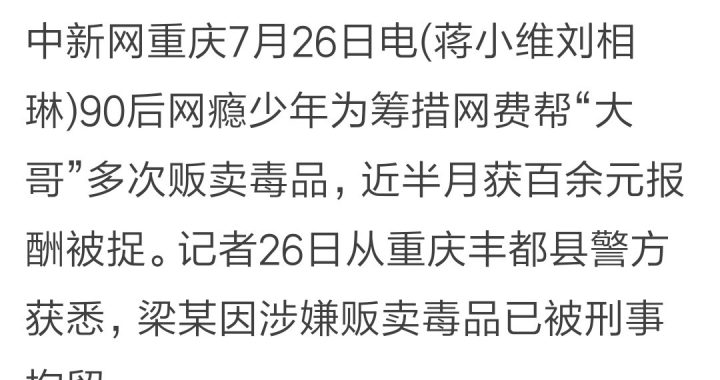 中新网重庆7月26日电(蒋小维刘相
琳)90后网瘾少年为筹措网费帮“大
哥”多次贩卖毒品，近半月获百余元报
酬被捉。记者26日从重庆丰都县警方
获悉，梁某因涉嫌贩卖毒品已被刑事